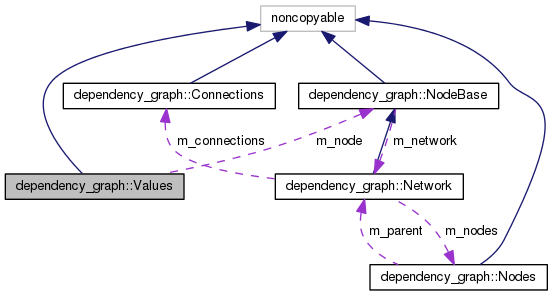 noncopyable
dependency_graph::Connections
dependency_graph::NodeBase
m_connections
m_node
m_network
dependency_graph::Values
dependency_graph::Network
m_parent
m_nodes
dependency_graph::Nodes